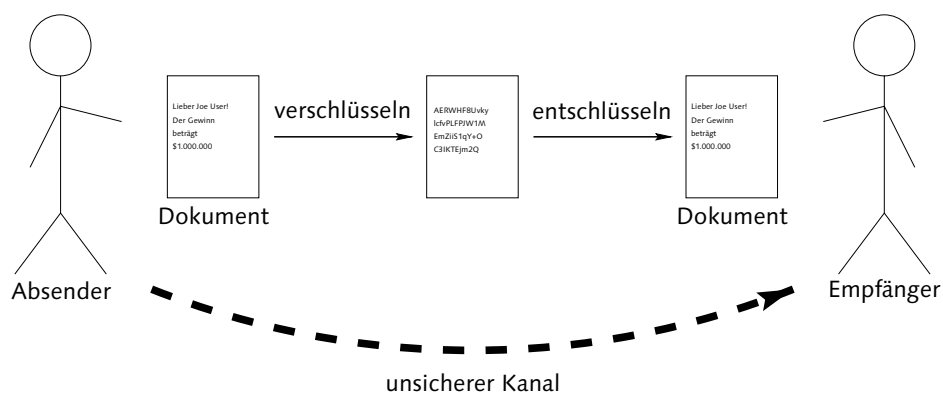 verschlüsseln
entschlüsseln
Lieber Joe User!
Der Gewinn
beträgt
$1.000.000
AERWHF8Uvky
lcfvPLFPJW1M
EmZiiS1qY+O
C3IKTEjm2Q
Lieber Joe User!
Der Gewinn
beträgt
$1.000.000
Dokument
Dokument
Absender
Empfänger
unsicherer Kanal